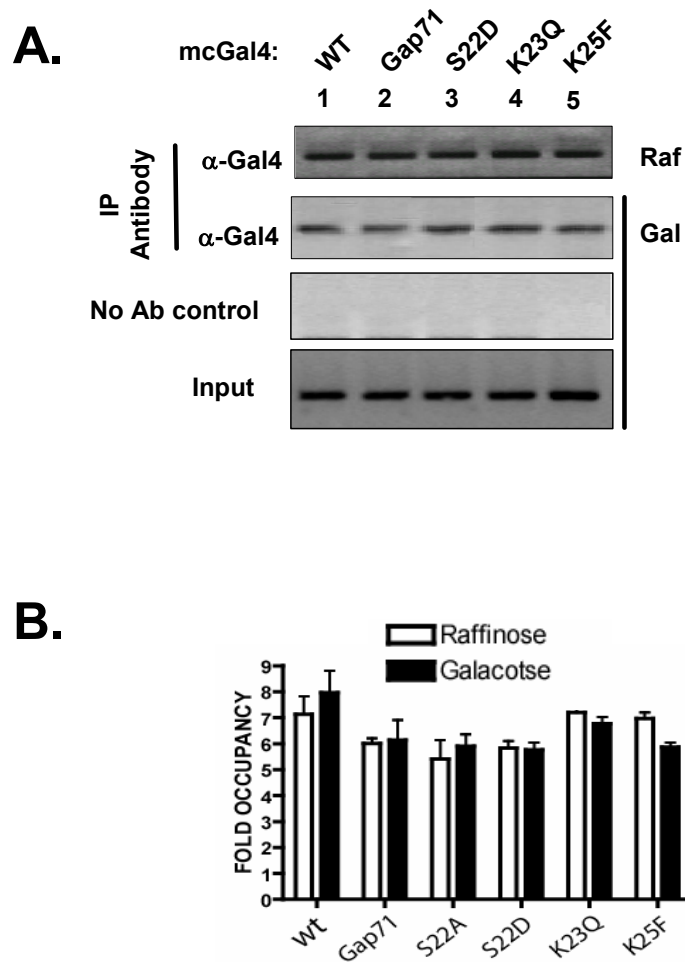 A.
mcGal4: WT Gap71 S22D K23Q K25F
1 2 3 4 5
IP Antibody
α-Gal4 Raf
α-Gal4 Gal
No Ab control
Input
B.
Raffinose
Galacotse
FOLD OCCUPANCY
9
8
7
6
5
4
3
2
1
0
Wt Gap71 S22A S22D K23Q K25F